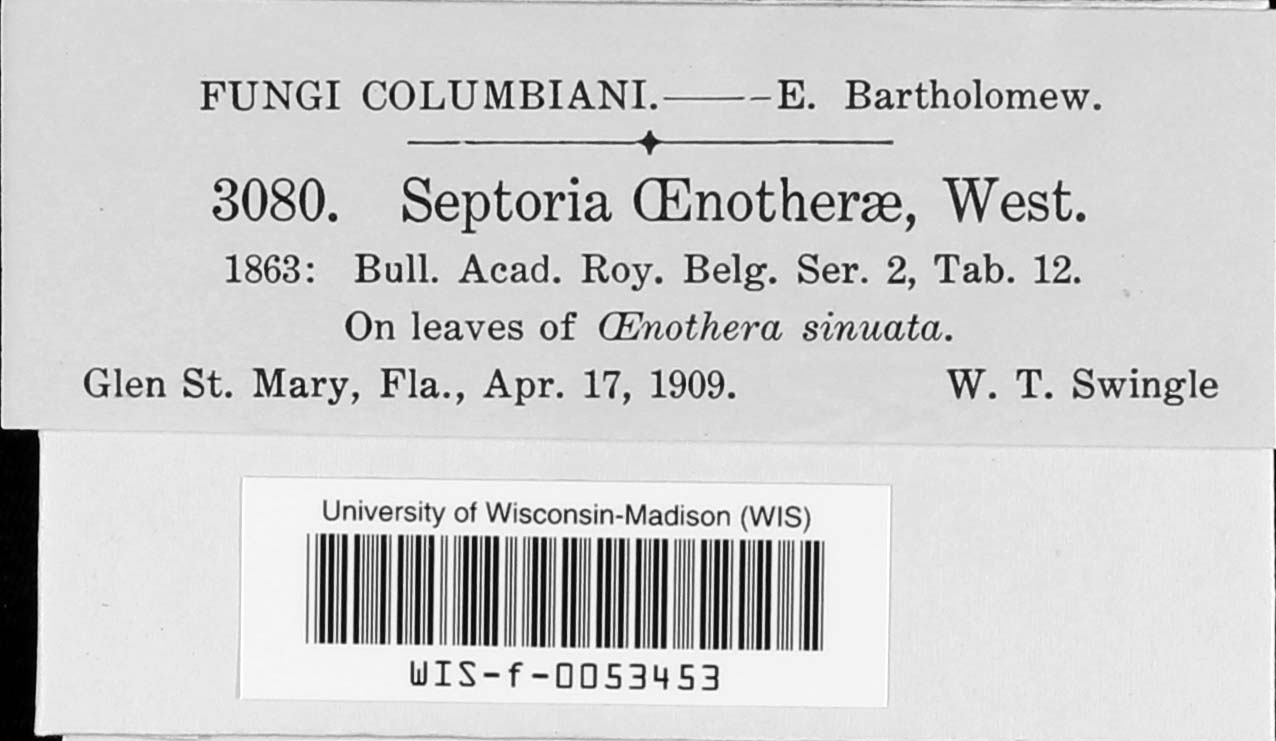 FUNGI COLUMBIANI.——–E. Bartholomew.
3080. Septoria Œnotheræ, West.
1863: Bull. Acad. Roy. Belg. Ser. 2, Tab. 12.
On leaves of Œnothera sinuata.
Glen St. Mary, Fla., Apr. 17, 1909. W. T. Swingle
University of Wisconsin-Madison (WIS)
WIS-f-0053453